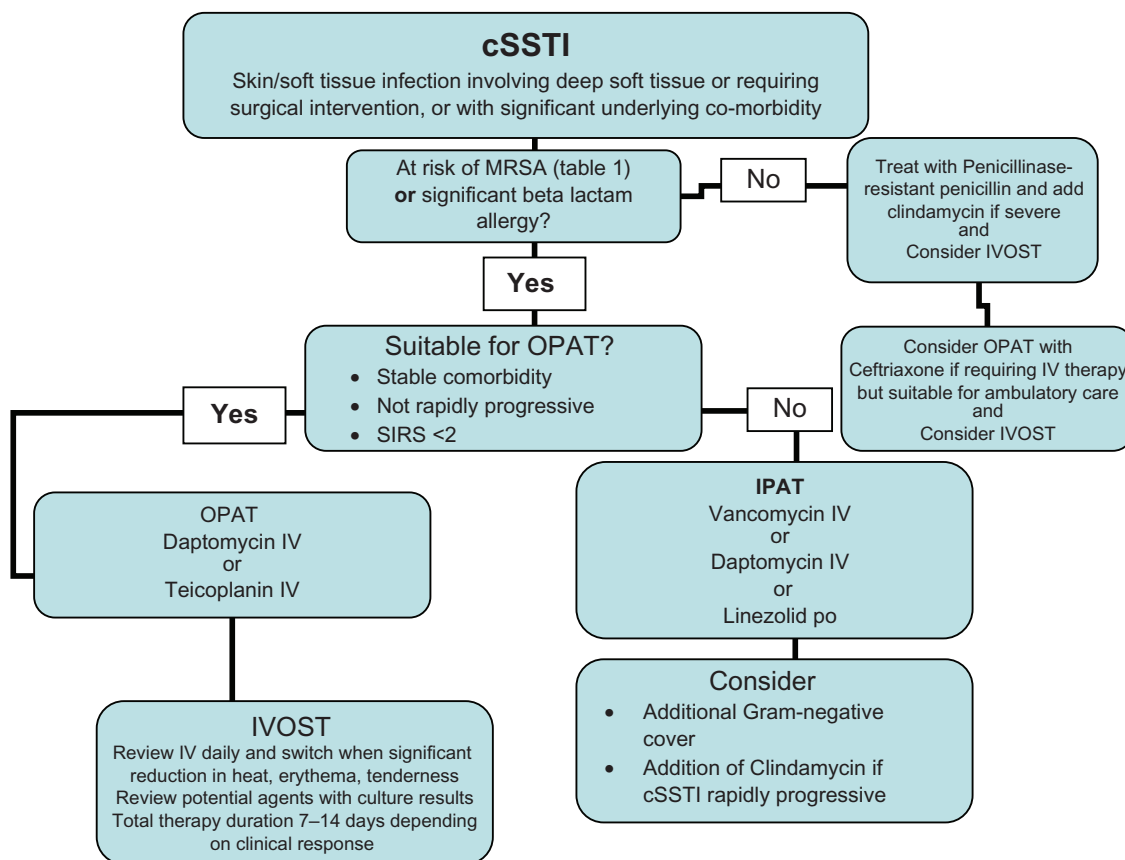 cSSTI
Skin/soft tissue infection involving deep soft tissue or requiring
surgical intervention, or with significant underlying co-morbidity
At risk of MRSA (table 1)
or significant beta lactam
allergy?
No
Treat with Penicillinase-
resistant penicillin and add
clindamycin if severe
and
Consider IVOST
Yes
Consider OPAT with
Ceftriaxone if requiring IV therapy
but suitable for ambulatory care
and
Consider IVOST
Suitable for OPAT?
• Stable comorbidity
• Not rapidly progressive
• SIRS <2
Yes
No
OPAT
Daptomycin IV
or
Teicoplanin IV
IPAT
Vancomycin IV
or
Daptomycin IV
or
Linezolid po
IVOST
Review IV daily and switch when significant
reduction in heat, erythema, tenderness
Review potential agents with culture results
Total therapy duration 7–14 days depending
on clinical response
Consider
• Additional Gram-negative
cover
• Addition of Clindamycin if
cSSTI rapidly progressive